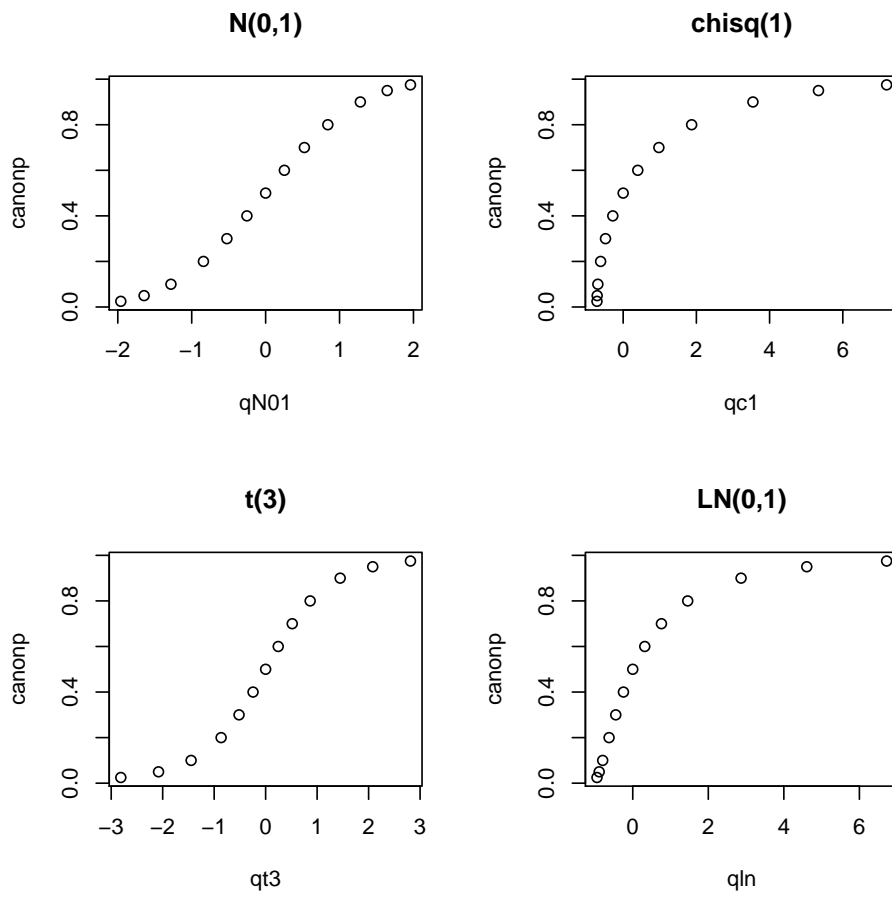 N(0,1)
canonp
0.8
0.4
0.0
−2 −1 0 1 2
qN01
chisq(1)
canonp
0.8
0.4
0.0
0 2 4 6
qc1
t(3)
canonp
0.8
0.4
0.0
−3 −2 −1 0 1 2 3
qt3
LN(0,1)
canonp
0.8
0.4
0.0
0 2 4 6
qln